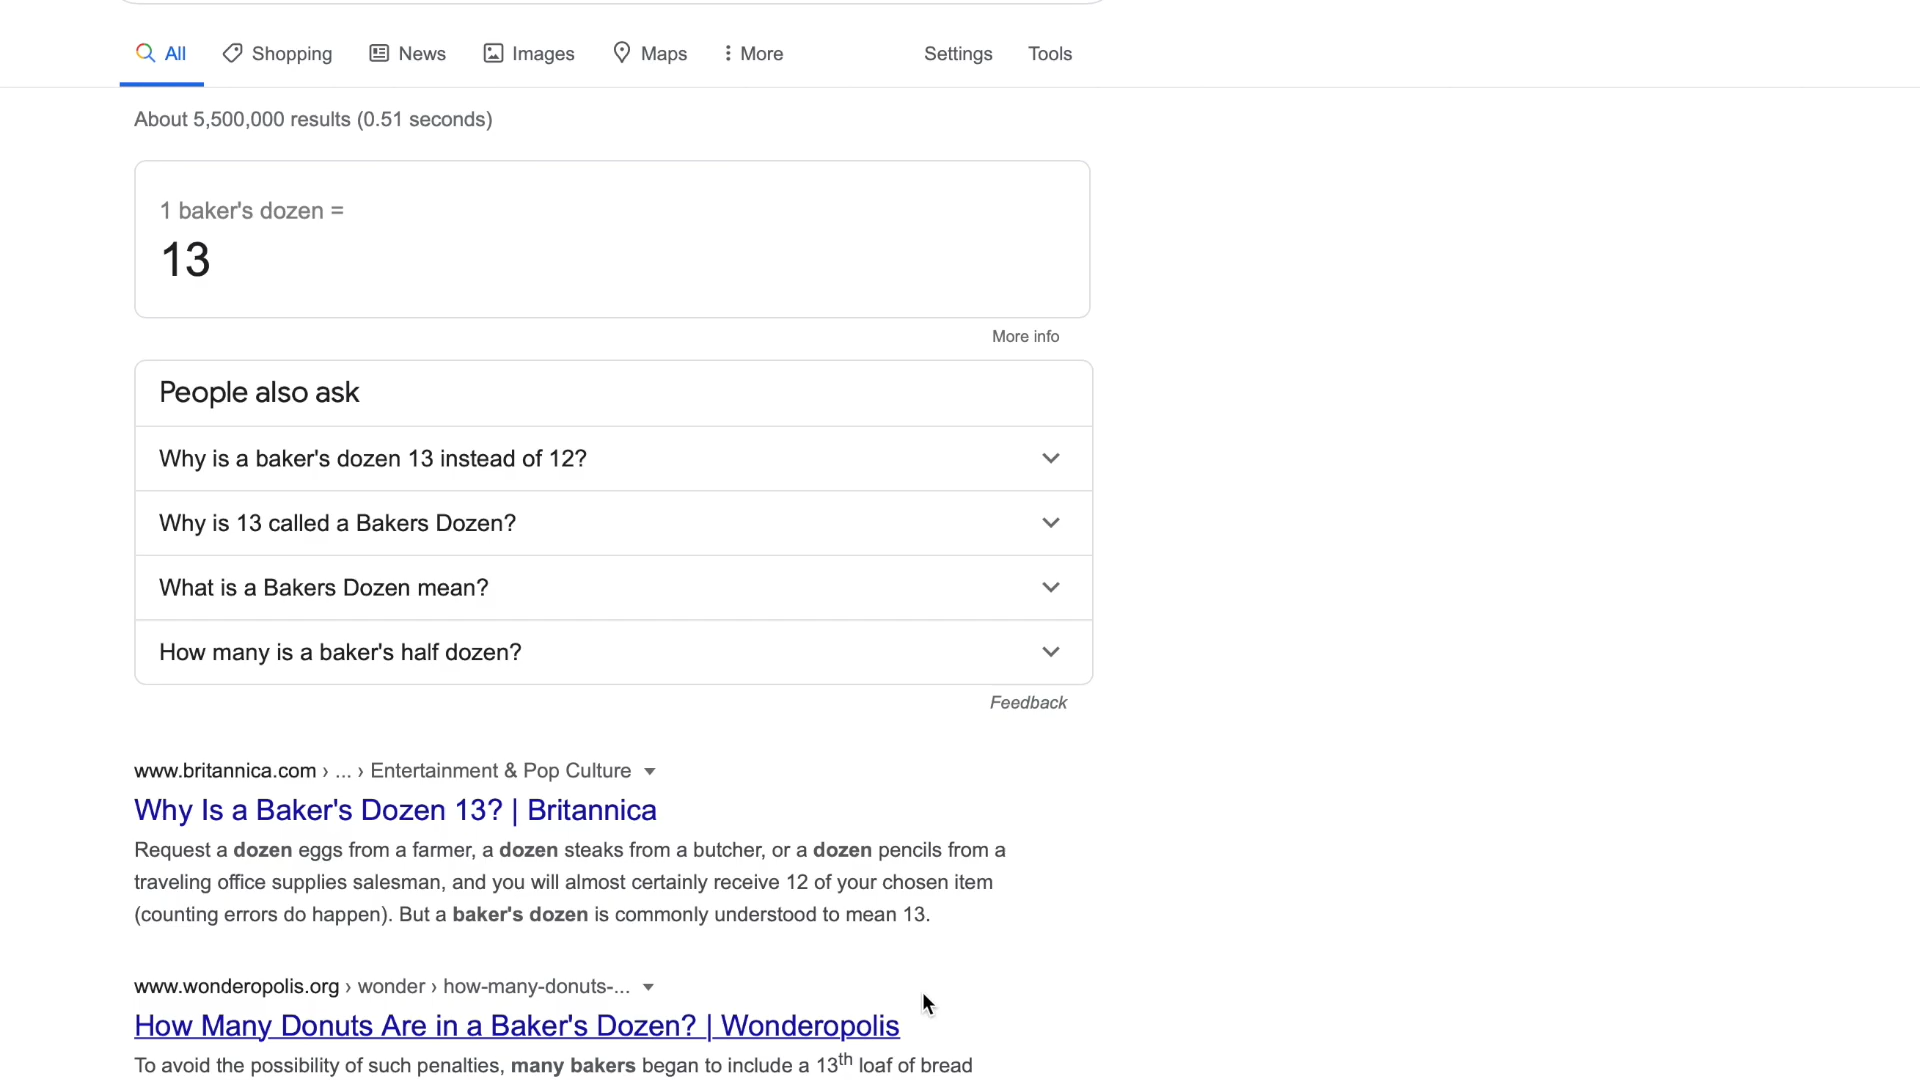 All Shopping News Images Maps More Settings Tools
About 5,500,000 results (0.51 seconds)
1 baker's dozen =
13
More info
People also ask
Why is a baker's dozen 13 instead of 12?
Why is 13 called a Bakers Dozen?
What is a Bakers Dozen mean?
How many is a baker's half dozen?
Feedback
www.britannica.com › ... › Entertainment & Pop Culture
Why Is a Baker's Dozen 13? | Britannica
Request a dozen eggs from a farmer, a dozen steaks from a butcher, or a dozen pencils from a
traveling office supplies salesman, and you will almost certainly receive 12 of your chosen item
(counting errors do happen). But a baker's dozen is commonly understood to mean 13.
www.wonderopolis.org › wonder › how-many-donuts-...
How Many Donuts Are in a Baker's Dozen? | Wonderopolis
To avoid the possibility of such penalties, many bakers began to include a 13th loaf of bread